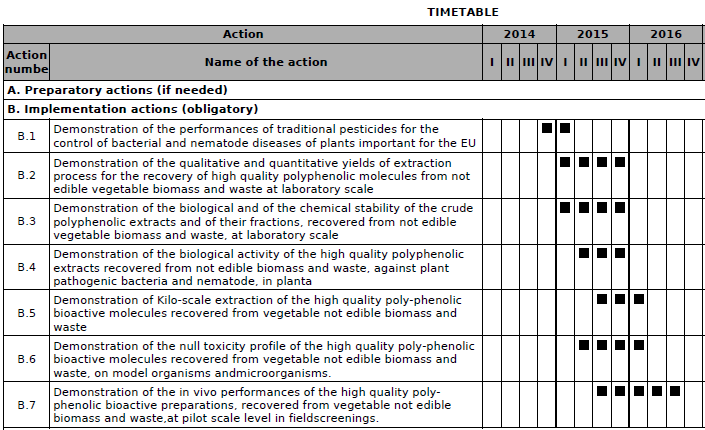 TIMETABLE
Action 2014 2015 2016
Action
numbe Name of the action I II III IV I II III IV I II III IV
A. Preparatory actions (if needed)
B. Implementation actions (obligatory)
B.1 Demonstration of the performances of traditional pesticides for the
control of bacterial and nematode diseases of plants important for the EU
B.2 Demonstration of the qualitative and quantitative yields of extraction
process for the recovery of high quality polyphenolic molecules from not
edible vegetable biomass and waste at laboratory scale
B.3 Demonstration of the biological and of the chemical stability of the crude
polyphenolic extracts and of their fractions, recovered from not edible
vegetable biomass and waste, at laboratory scale
B.4 Demonstration of the biological activity of the high quality polyphenolic
extracts recovered from not edible biomass and waste, against plant
pathogenic bacteria and nematode, in planta
B.5 Demonstration of Kilo-scale extraction of the high quality poly-phenolic
bioactive molecules recovered from vegetable not edible biomass and
waste
B.6 Demonstration of the null toxicity profile of the high quality poly-phenolic
bioactive molecules recovered from vegetable not edible biomass and
waste, on model organisms andmicroorganisms.
B.7 Demonstration of the in vivo performances of the high quality poly-
phenolic bioactive preparations, recovered from vegetable not edible
biomass and waste,at pilot scale level in fieldscreenings.